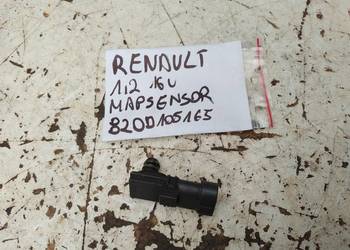 RENAULT
1,2 16V
MAPSENSOR
8200105165